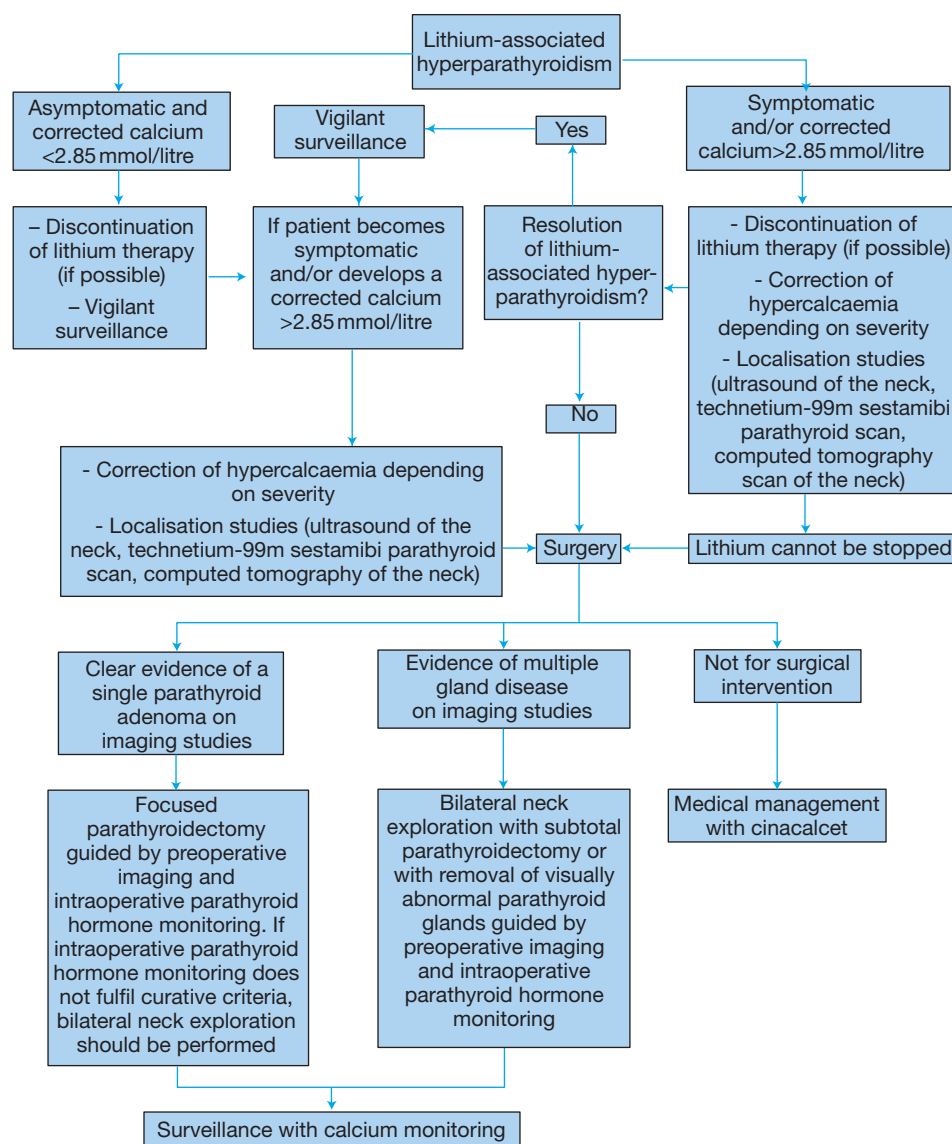 Lithium-associated
hyperparathyroidism
Asymptomatic and
corrected calcium
<2.85 mmol/litre
Vigilant
surveillance
Yes
Symptomatic
and/or corrected
calcium>2.85 mmol/litre
– Discontinuation
of lithium therapy
(if possible)
– Vigilant
surveillance
If patient becomes
symptomatic
and/or develops a
corrected calcium
>2.85 mmol/litre
Resolution
of lithium-
associated hyper-
parathyroidism?
- Discontinuation of
lithium therapy (if possible)
- Correction of
hypercalcaemia
depending on severity
- Localisation studies
(ultrasound of the neck,
technetium-99m sestamibi
parathyroid scan,
computed tomography
scan of the neck)
No
- Correction of hypercalcaemia depending
on severity
- Localisation studies (ultrasound of the
neck, technetium-99m sestamibi parathyroid
scan, computed tomography of the neck)
Surgery
Lithium cannot be stopped
Clear evidence of a
single parathyroid
adenoma on
imaging studies
Evidence of multiple
gland disease
on imaging studies
Not for surgical
intervention
Focused
parathyroidectomy
guided by preoperative
imaging and
intraoperative parathyroid
hormone monitoring. If
intraoperative parathyroid
hormone monitoring does
not fulfil curative criteria,
bilateral neck exploration
should be performed
Bilateral neck
exploration with subtotal
parathyroidectomy or
with removal of visually
abnormal parathyroid
glands guided by
preoperative imaging
and intraoperative
parathyroid hormone
monitoring
Medical management
with cinacalcet
Surveillance with calcium monitoring